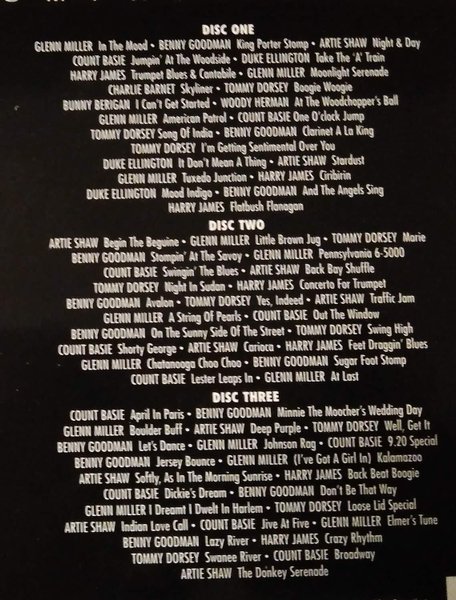 DISC ONE
GLENN MILLER In The Mood • BENNY GOODMAN King Porter Stomp • ARTIE SHAW Night & Day
COUNT BASIE Jumpin' At The Woodside • DUKE ELLINGTON Take The 'A' Train
HARRY JAMES Trumpet Blues & Cantabile • GLENN MILLER Moonlight Serenade
CHARLIE BARNET Skyliner • TOMMY DORSEY Boogie Woogie
BUNNY BERIGAN I Can't Get Started • WOODY HERMAN At The Woodchopper's Ball
GLENN MILLER American Patrol • COUNT BASIE One O'clock Jump
TOMMY DORSEY Song Of India • BENNY GOODMAN Clarinet A La King
TOMMY DORSEY I'm Getting Sentimental Over You
DUKE ELLINGTON It Don't Mean A Thing • ARTIE SHAW Stardust
GLENN MILLER Tuxedo Junction • HARRY JAMES Ciribirin
DUKE ELLINGTON Mood Indigo • BENNY GOODMAN And The Angels Sing
HARRY JAMES Flatbush Flanagan
DISC TWO
ARTIE SHAW Begin The Beguine • GLENN MILLER Little Brown Jug • TOMMY DORSEY Marie
BENNY GOODMAN Stompin' At The Savoy • GLENN MILLER Pennsylvania 6-5000
COUNT BASIE Swingin' The Blues • ARTIE SHAW Back Bay Shuffle
TOMMY DORSEY Night In Sudan • HARRY JAMES Concerto For Trumpet
BENNY GOODMAN Avalon • TOMMY DORSEY Yes, Indeed • ARTIE SHAW Traffic Jam
GLENN MILLER A String Of Pearls • COUNT BASIE Out The Window
BENNY GOODMAN On The Sunny Side Of The Street • TOMMY DORSEY Swing High
COUNT BASIE Shorty George • ARTIE SHAW Carioca • HARRY JAMES Feet Draggin' Blues
GLENN MILLER Chatanooga Choo Choo • BENNY GOODMAN Sugar Foot Stomp
COUNT BASIE Lester Leaps In • GLENN MILLER At Last
DISC THREE
COUNT BASIE April In Paris • BENNY GOODMAN Minnie The Moocher's Wedding Day
GLENN MILLER Boulder Buff • ARTIE SHAW Deep Purple • TOMMY DORSEY Well, Get It
BENNY GOODMAN Let's Dance • GLENN MILLER Johnson Rag • COUNT BASIE 9.20 Special
BENNY GOODMAN Jersey Bounce • GLENN MILLER (I've Got A Girl In) Kalamazoo
ARTIE SHAW Softly, As In The Morning Sunrise • HARRY JAMES Back Beat Boogie
COUNT BASIE Dickie's Dream • BENNY GOODMAN Don't Be That Way
GLENN MILLER I Dreamt I Dwelt In Harlem • TOMMY DORSEY Loose Lid Special
ARTIE SHAW Indian Love Call • COUNT BASIE Jive At Five • GLENN MILLER Elmer's Tune
BENNY GOODMAN Lazy River • HARRY JAMES Crazy Rhythm
TOMMY DORSEY Swanee River • COUNT BASIE Broadway
ARTIE SHAW The Donkey Serenade